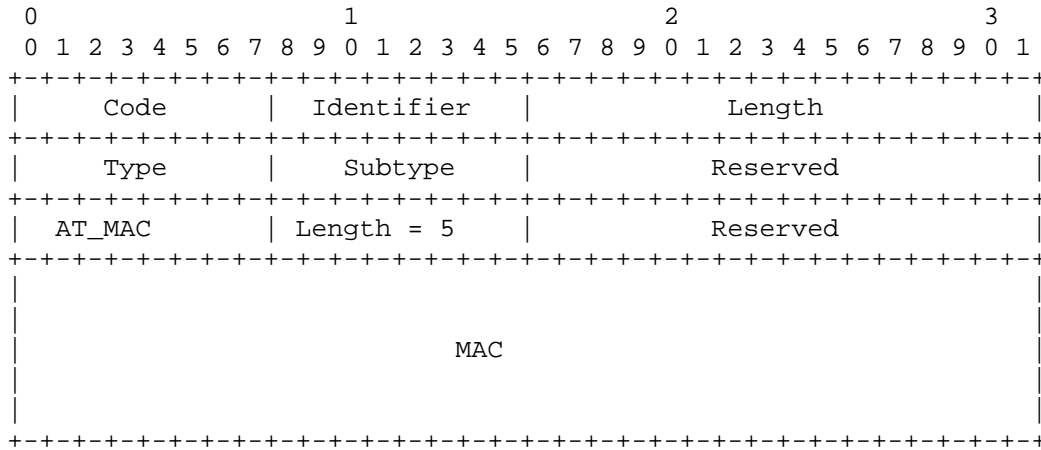 0                   1                   2                   3
 0 1 2 3 4 5 6 7 8 9 0 1 2 3 4 5 6 7 8 9 0 1 2 3 4 5 6 7 8 9 0 1
+-+-+-+-+-+-+-+-+-+-+-+-+-+-+-+-+-+-+-+-+-+-+-+-+-+-+-+-+-+-+-+-+
|     Code      |  Identifier   |            Length             |
+-+-+-+-+-+-+-+-+-+-+-+-+-+-+-+-+-+-+-+-+-+-+-+-+-+-+-+-+-+-+-+-+
|     Type      |    Subtype    |           Reserved            |
+-+-+-+-+-+-+-+-+-+-+-+-+-+-+-+-+-+-+-+-+-+-+-+-+-+-+-+-+-+-+-+-+
|  AT_MAC       | Length = 5    |           Reserved            |
+-+-+-+-+-+-+-+-+-+-+-+-+-+-+-+-+-+-+-+-+-+-+-+-+-+-+-+-+-+-+-+-+
|                                                               |
|                                                               |
|                           MAC                                 |
|                                                               |
|                                                               |
+-+-+-+-+-+-+-+-+-+-+-+-+-+-+-+-+-+-+-+-+-+-+-+-+-+-+-+-+-+-+-+-+